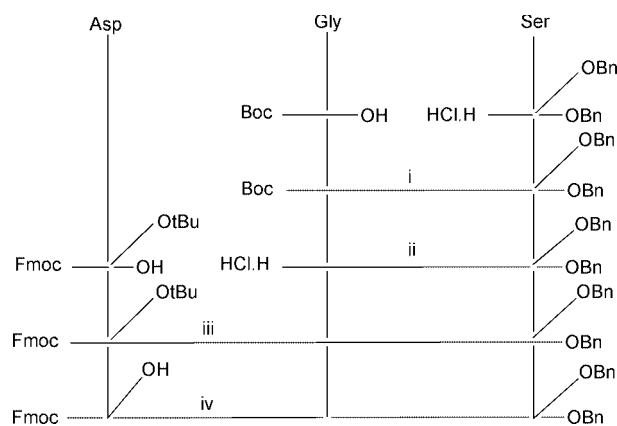 Asp Gly Ser
OBn
Boc OH HCl.H OBn
OBn
Boc i OBn
OtBu OBn
Fmoc OH HCl.H ii OBn
OtBu OBn
Fmoc iii OBn
OH OBn
Fmoc iv OBn